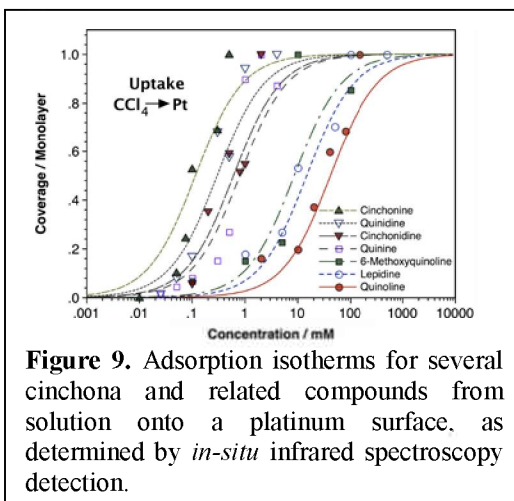 Uptake
CCl4 → Pt
Coverage / Monolayer
1.0
.8
.6
.4
.2
.0
Cinchonine
Quinidine
Cinchonidine
Quinine
6-Methoxyquinoline
Lepidine
Quinoline
.001 .01 .1 1 10 100 1000 10000
Concentration / mM
Figure 9. Adsorption isotherms for several
cinchona and related compounds from
solution onto a platinum surface, as
determined by in-situ infrared spectroscopy
detection.